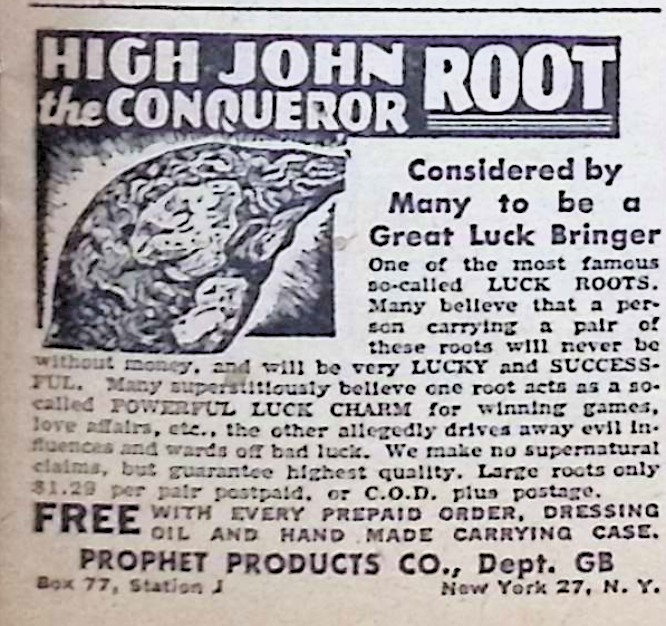 HIGH JOHN ROOT
the CONQUEROR
Considered by
Many to be a
Great Luck Bringer
One of the most famous
so-called LUCK ROOTS.
Many believe that a per-
son carrying a pair of
these roots will never be
without money, and will be very LUCKY and SUCCESS-
FUL. Many superstitiously believe one root acts as a so-
called POWERFUL LUCK CHARM for winning games,
love affairs, etc., the other allegedly drives away evil in-
fluences and wards off bad luck. We make no supernatural
claims, but guarantee highest quality. Large roots only
$1.29 per pair postpaid, or C.O.D. plus postage.
FREE WITH EVERY PREPAID ORDER, DRESSING
OIL AND HAND MADE CARRYING CASE.
PROPHET PRODUCTS CO., Dept. GB
Box 77, Station J New York 27, N. Y.